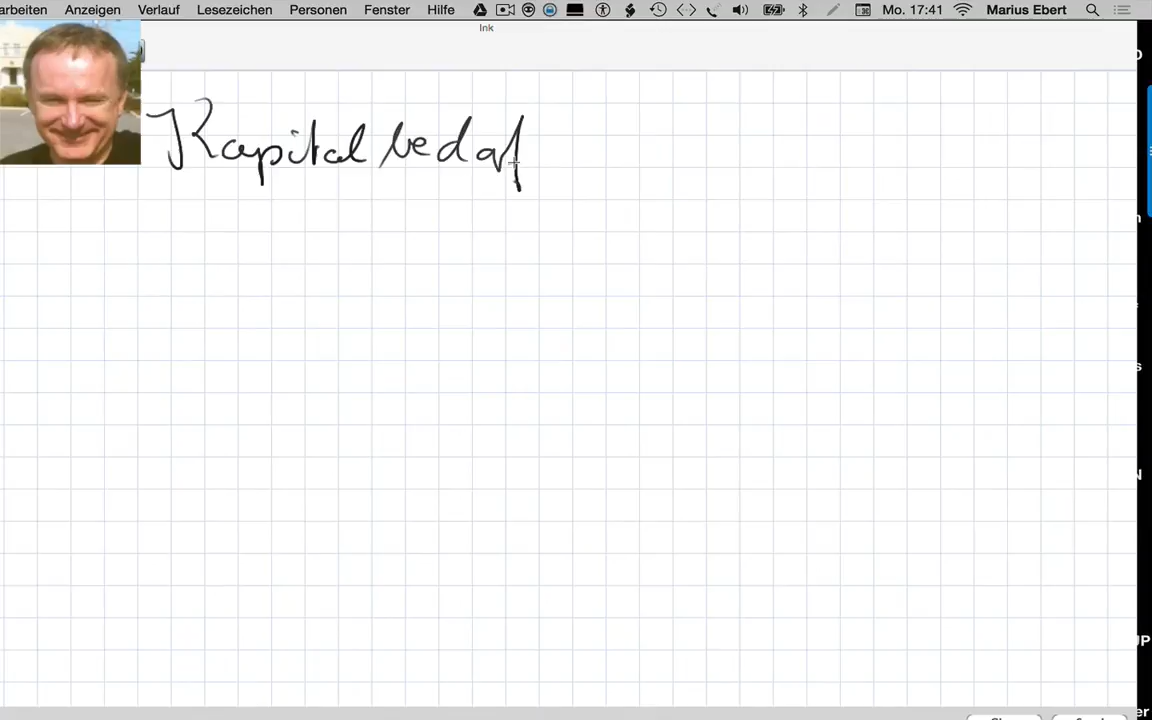 arbeiten Anzeigen Verlauf Lesezeichen Personen Fenster Hilfe Mo. 17:41 Marius Ebert
Ink
Kapitalbedarf